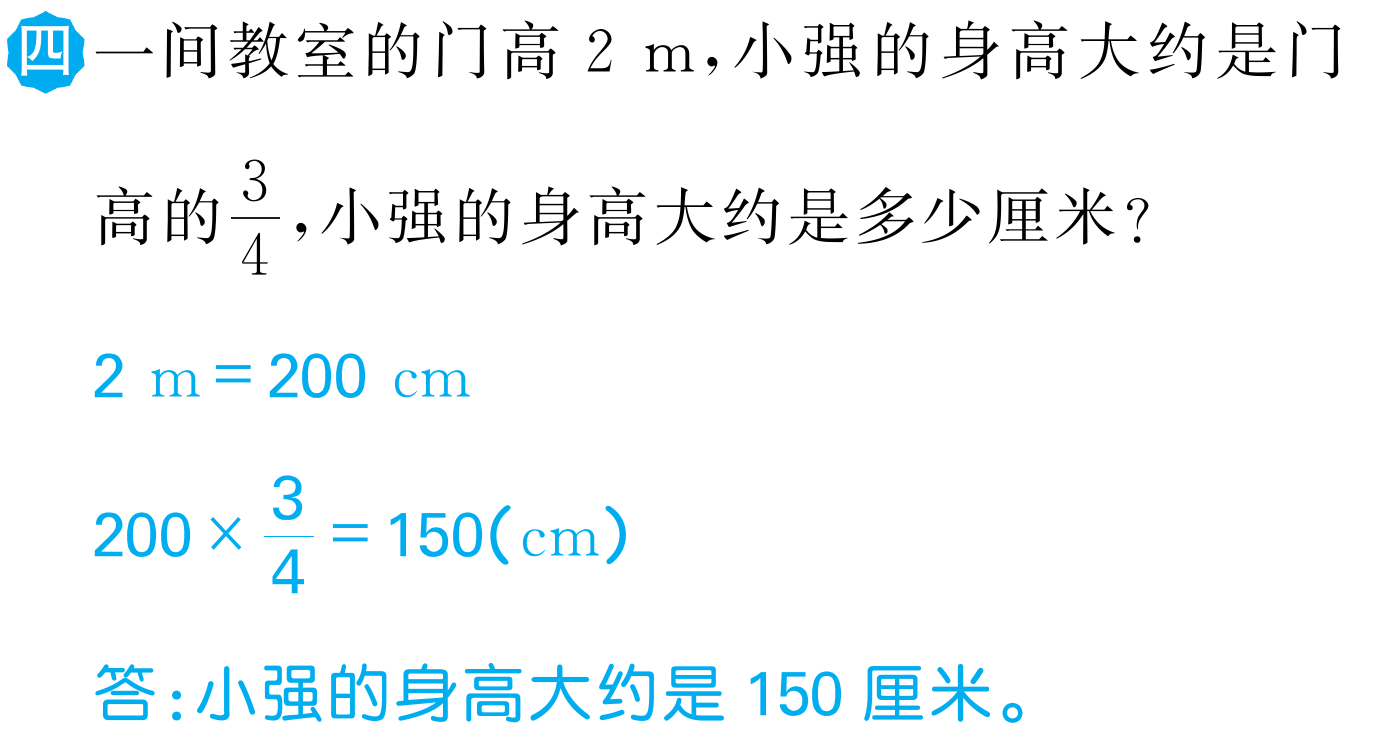 四 一间教室的门高 2 m,小强的身高大约是门
高的3/4,小强的身高大约是多少厘米?
2 m=200 cm
200×3/4=150(cm)
答:小强的身高大约是 150 厘米。